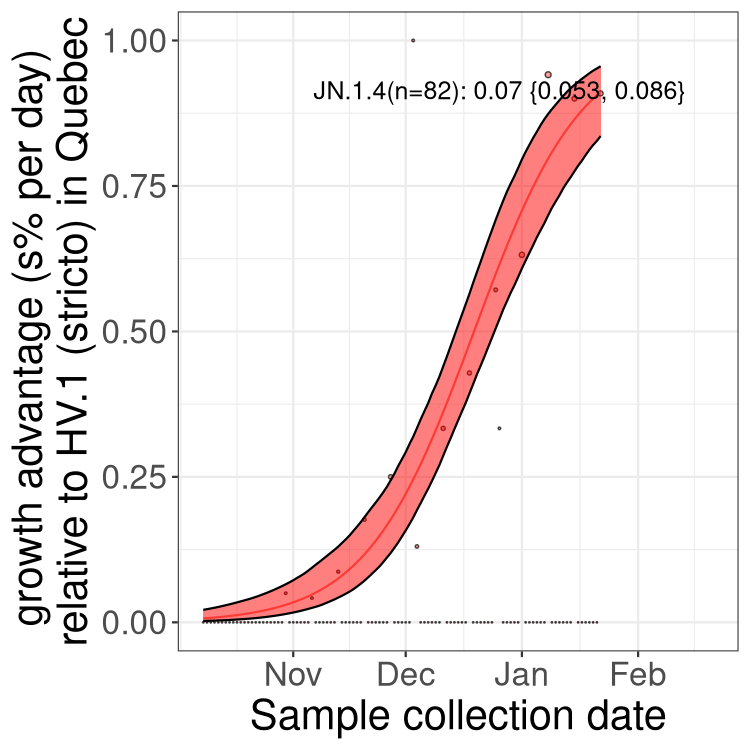 growth advantage (s% per day)
relative to HV.1 (stricto) in Quebec
1.00
0.75
0.50
0.25
0.00
JN.1.4(n=82): 0.07 {0.053, 0.086}
Nov Dec Jan Feb
Sample collection date